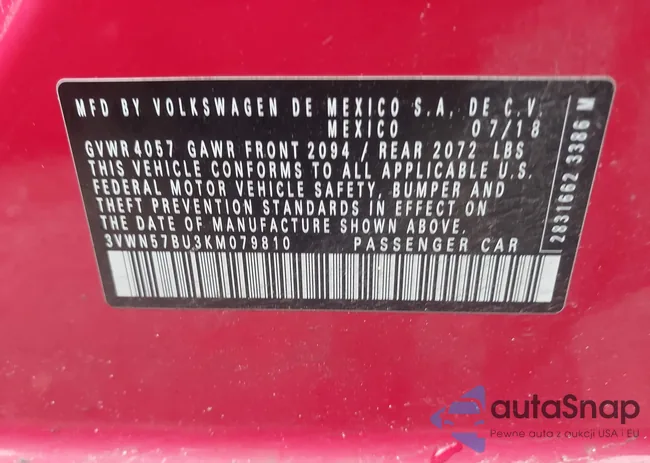 MFD BY VOLKSWAGEN DE MEXICO S.A. DE C.V.
MEXICO 07/18
GVWR 4057 GAWR FRONT 2094 / REAR 2072 LBS
THIS VEHICLE CONFORMS TO ALL APPLICABLE U.S.
FEDERAL MOTOR VEHICLE SAFETY, BUMPER AND
THEFT PREVENTION STANDARDS IN EFFECT ON
THE DATE OF MANUFACTURE SHOWN ABOVE.
3VWN57BU3KM079810 PASSENGER CAR
2831662 3386 M
autaSnap
Pewne auta z aukcji USA i EU